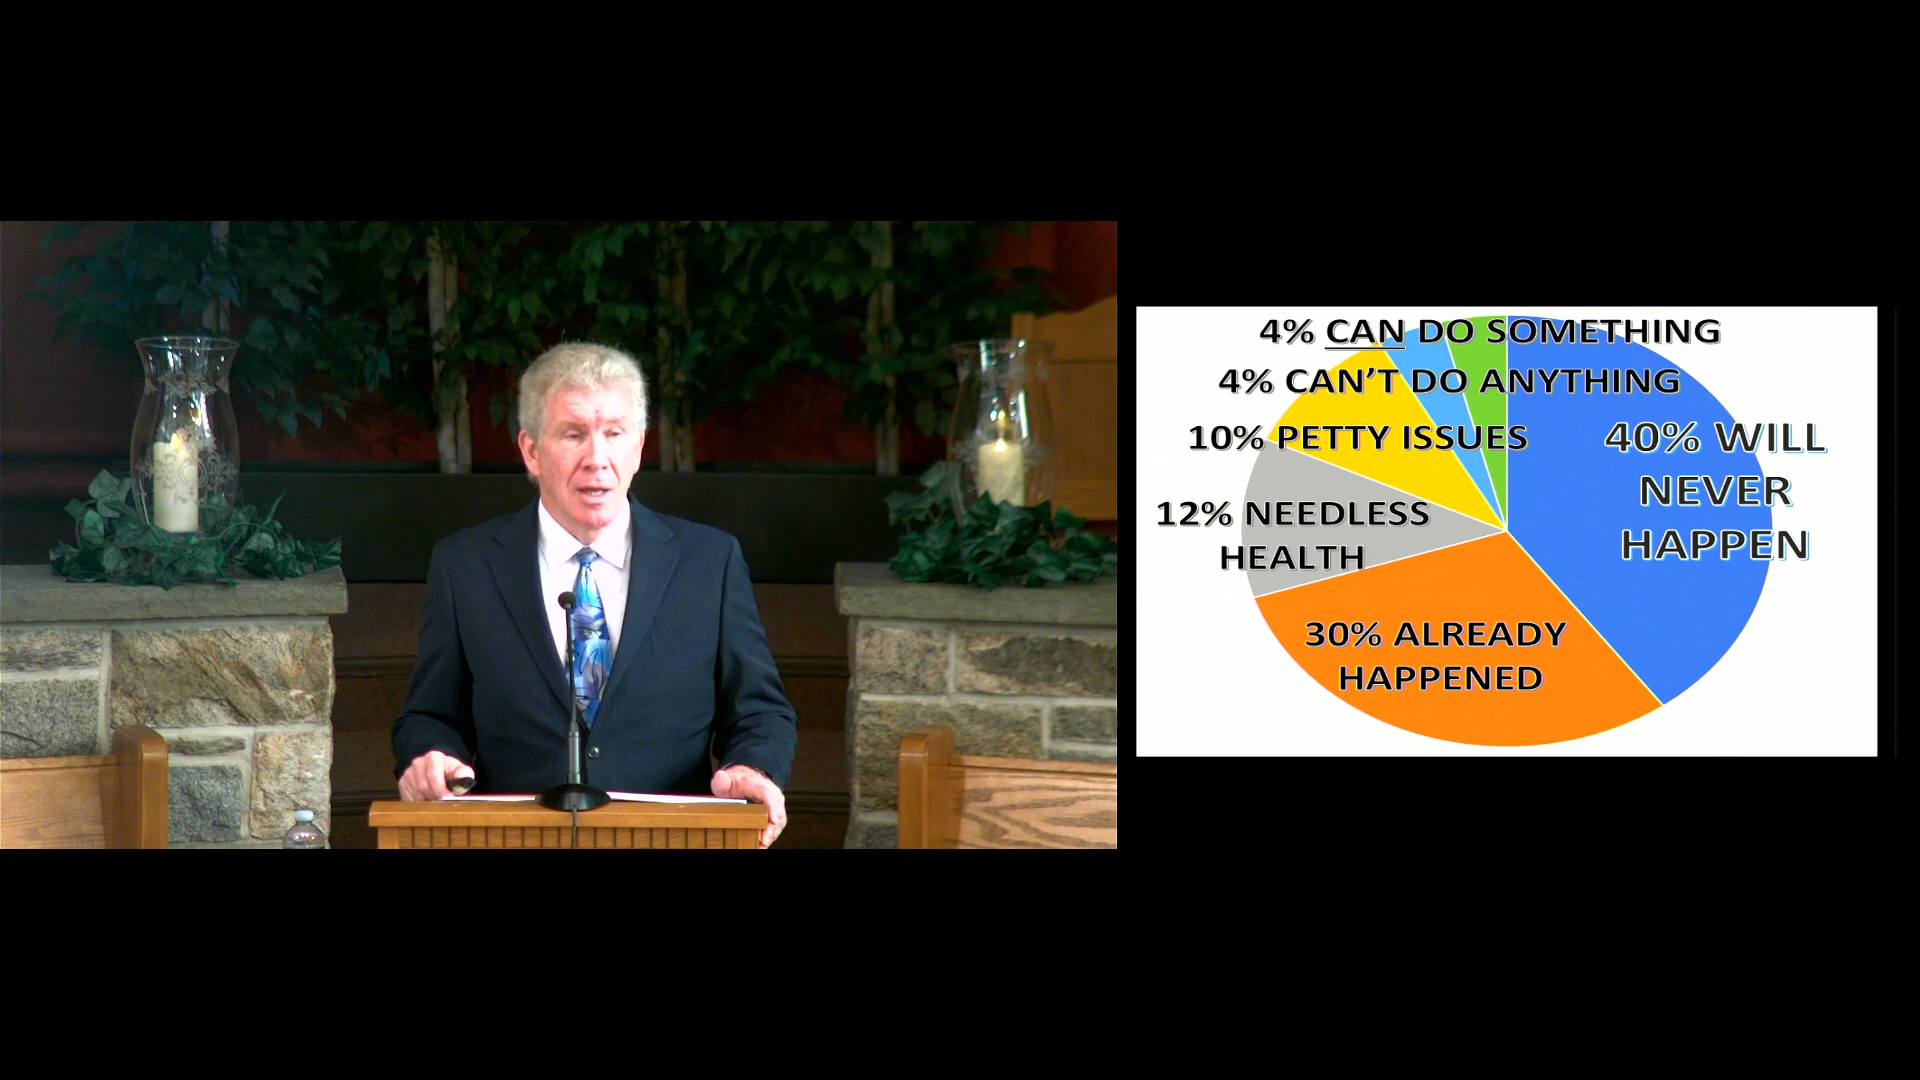 4% CAN DO SOMETHING
4% CAN’T DO ANYTHING
10% PETTY ISSUES
40% WILL
NEVER
HAPPEN
12% NEEDLESS
HEALTH
30% ALREADY
HAPPENED